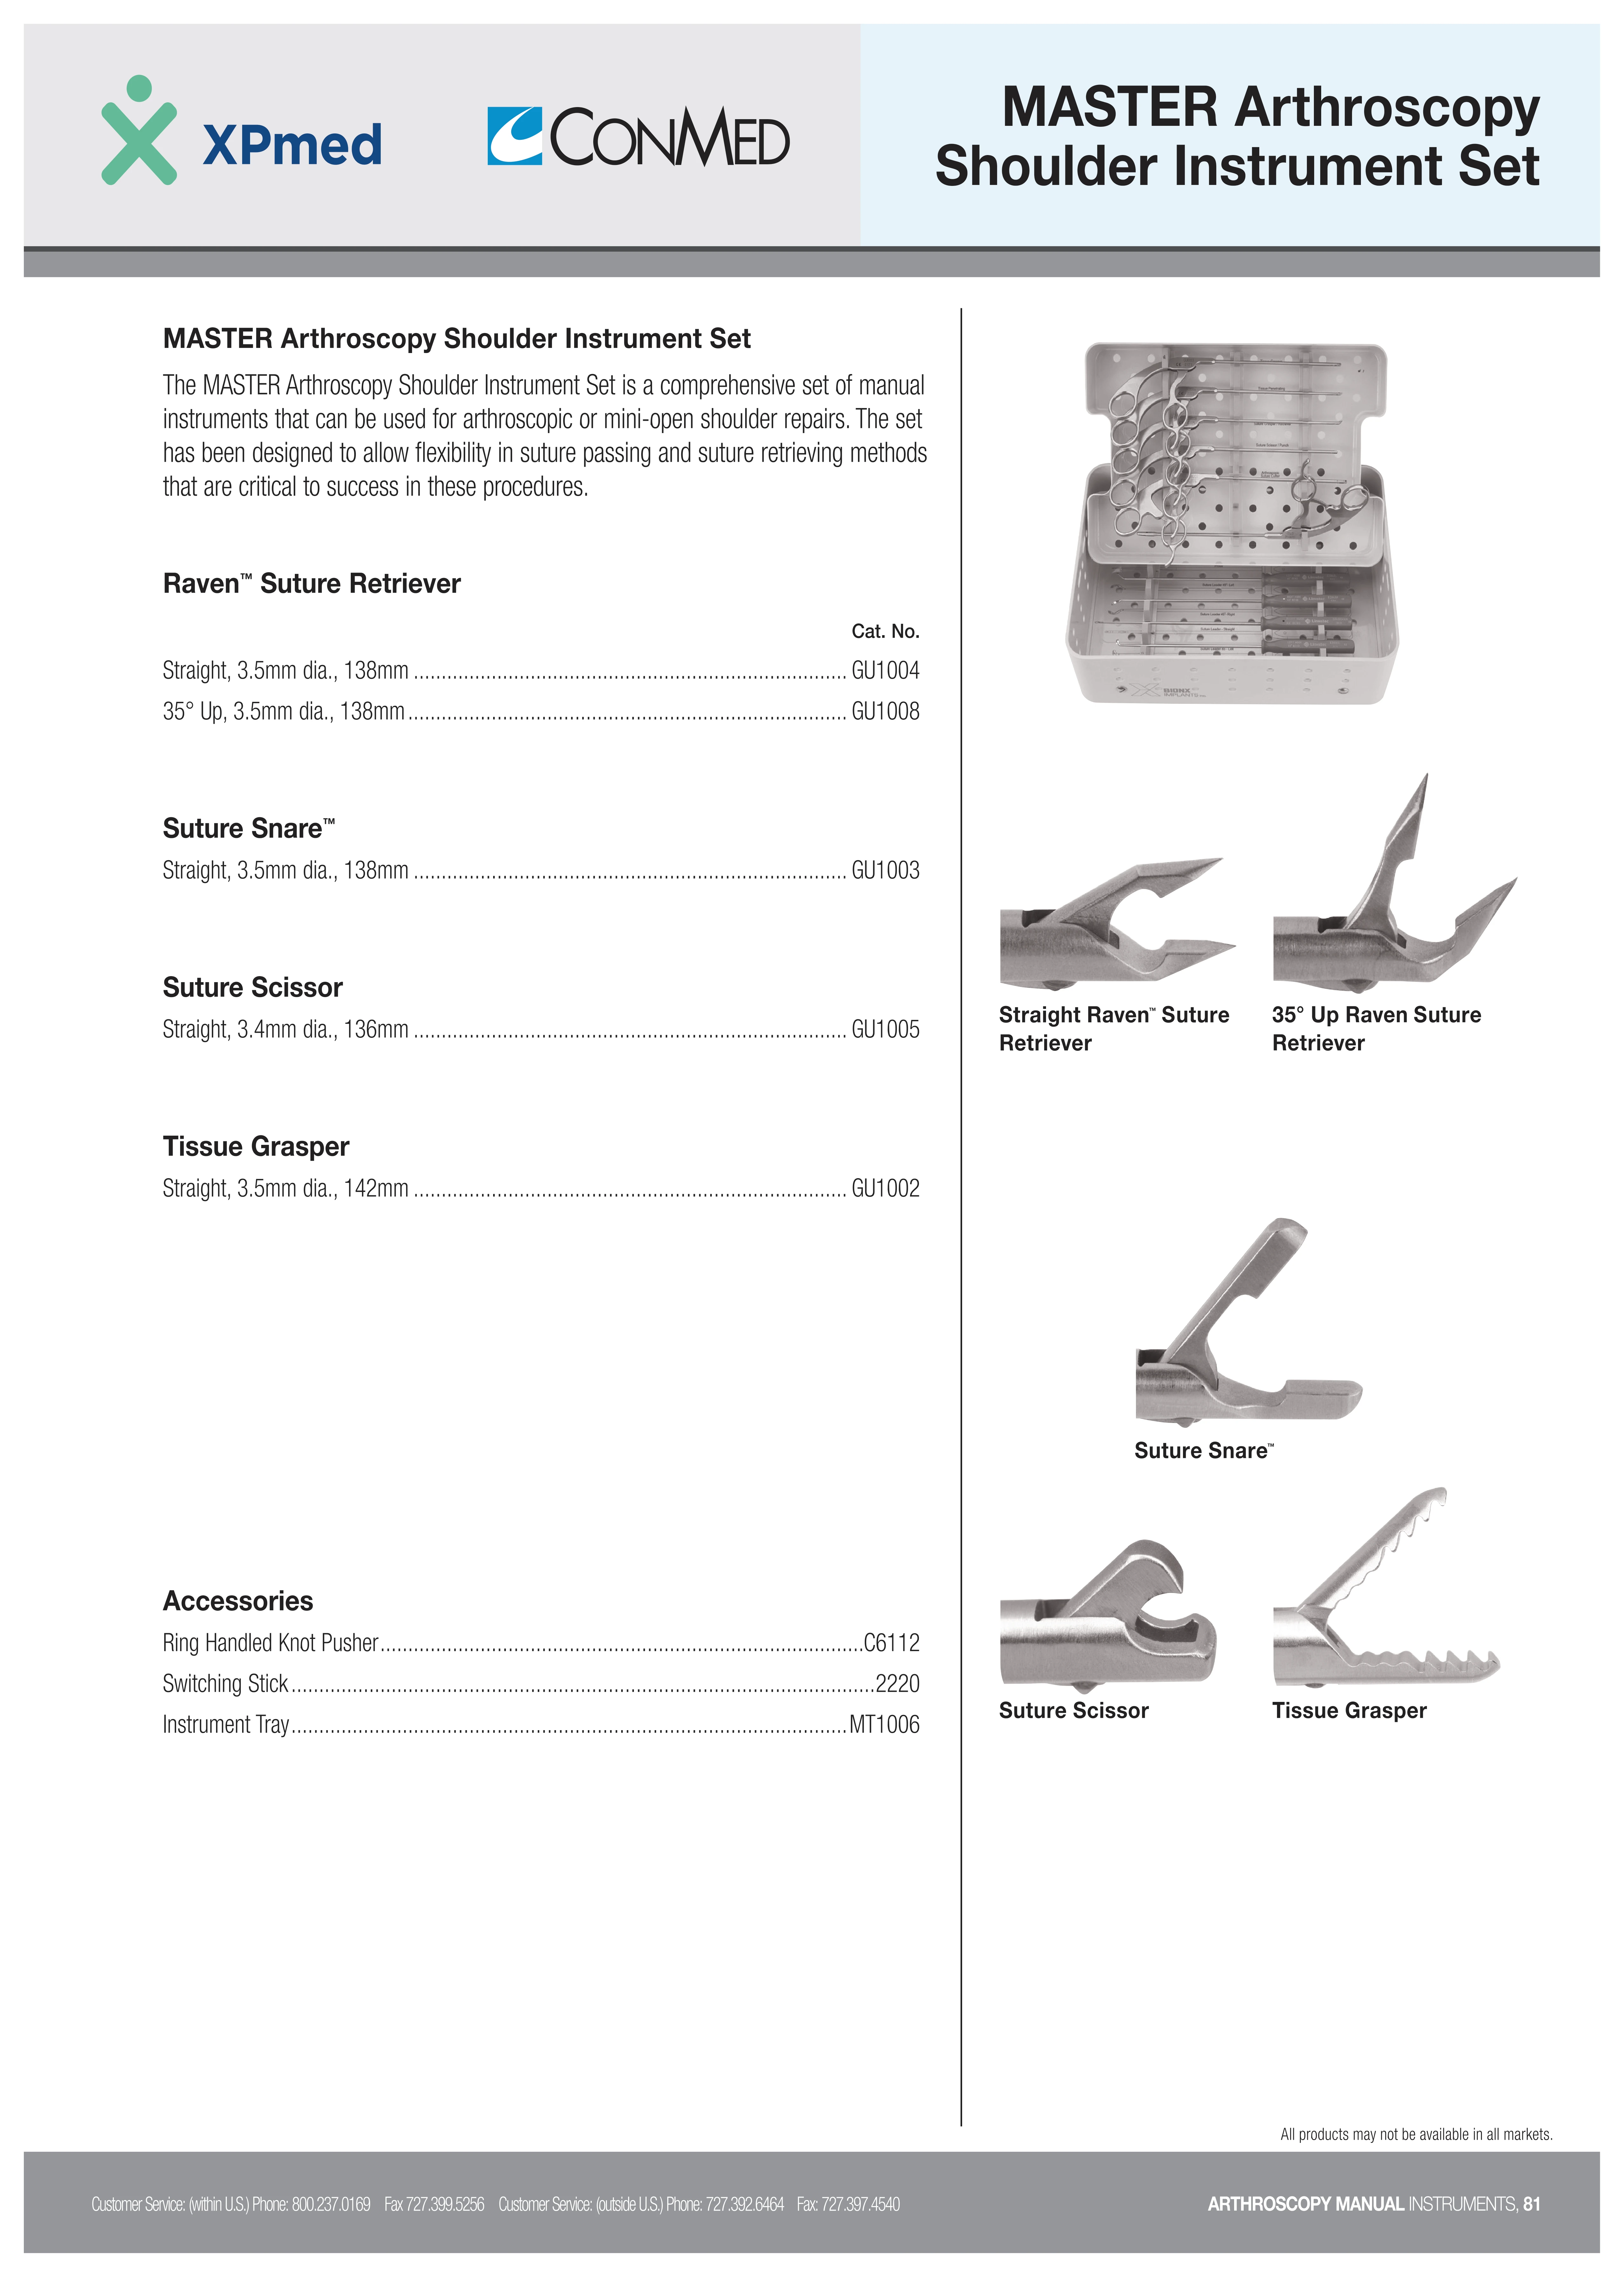 XPmed
CONMED
MASTER Arthroscopy
Shoulder Instrument Set
MASTER Arthroscopy Shoulder Instrument Set
The MASTER Arthroscopy Shoulder Instrument Set is a comprehensive set of manual
instruments that can be used for arthroscopic or mini-open shoulder repairs. The set
has been designed to allow flexibility in suture passing and suture retrieving methods
that are critical to success in these procedures.
Raven™ Suture Retriever
Cat. No.
Straight, 3.5mm dia., 138mm ........ GU1004
35° Up, 3.5mm dia., 138mm ........ GU1008
Suture Snare™
Straight, 3.5mm dia., 138mm ........ GU1003
Suture Scissor
Straight, 3.4mm dia., 136mm ........ GU1005
Tissue Grasper
Straight, 3.5mm dia., 142mm ........ GU1002
Accessories
Ring Handled Knot Pusher ........ C6112
Switching Stick ........ 2220
Instrument Tray ........ MT1006
BIONX
IMPLANTS
Straight Raven™ Suture
Retriever
35° Up Raven Suture
Retriever
Suture Snare™
Suture Scissor
Tissue Grasper
All products may not be available in all markets.
Customer Service: (within U.S.) Phone: 800.237.0169 Fax 727.399.5256 Customer Service: (outside U.S.) Phone: 727.392.6464 Fax: 727.397.4540
ARTHROSCOPY MANUAL INSTRUMENTS, 81